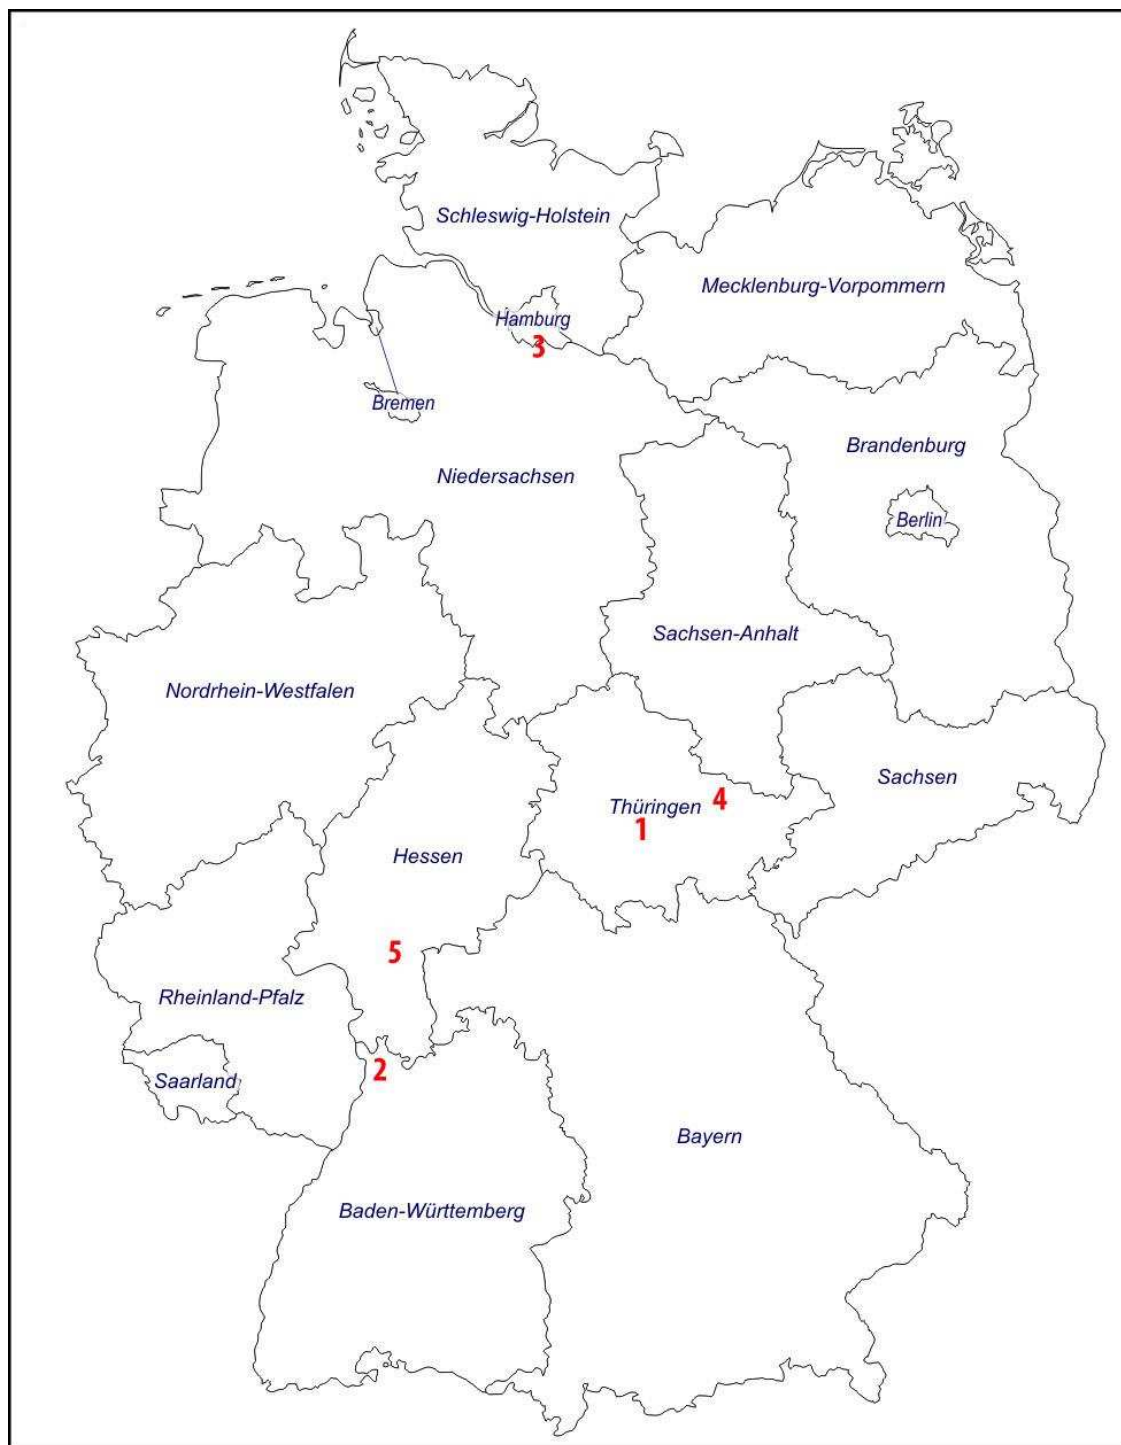 Schleswig-Holstein
Mecklenburg-Vorpommern
Hamburg
3
Bremen
Brandenburg
Niedersachsen
Berlin
Sachsen-Anhalt
Nordrhein-Westfalen
Sachsen
4
Thüringen
1
Hessen
5
Rheinland-Pfalz
2
Saarland
Bayern
Baden-Württemberg